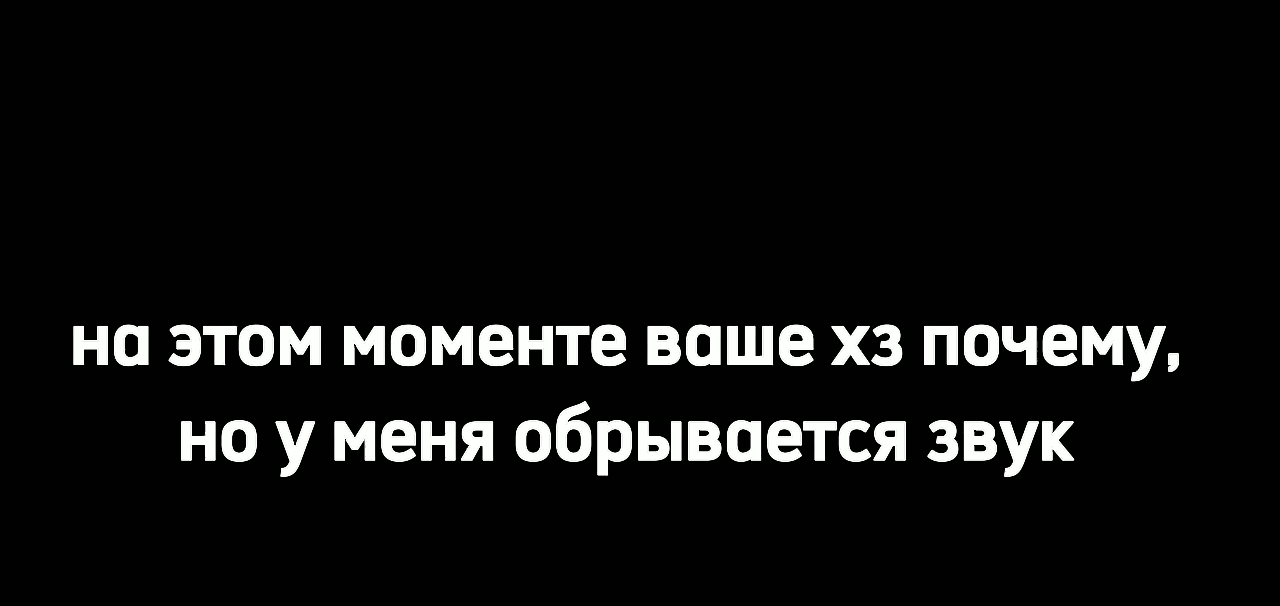 на этом моменте ваше хз почему,
но у меня обрывается звук